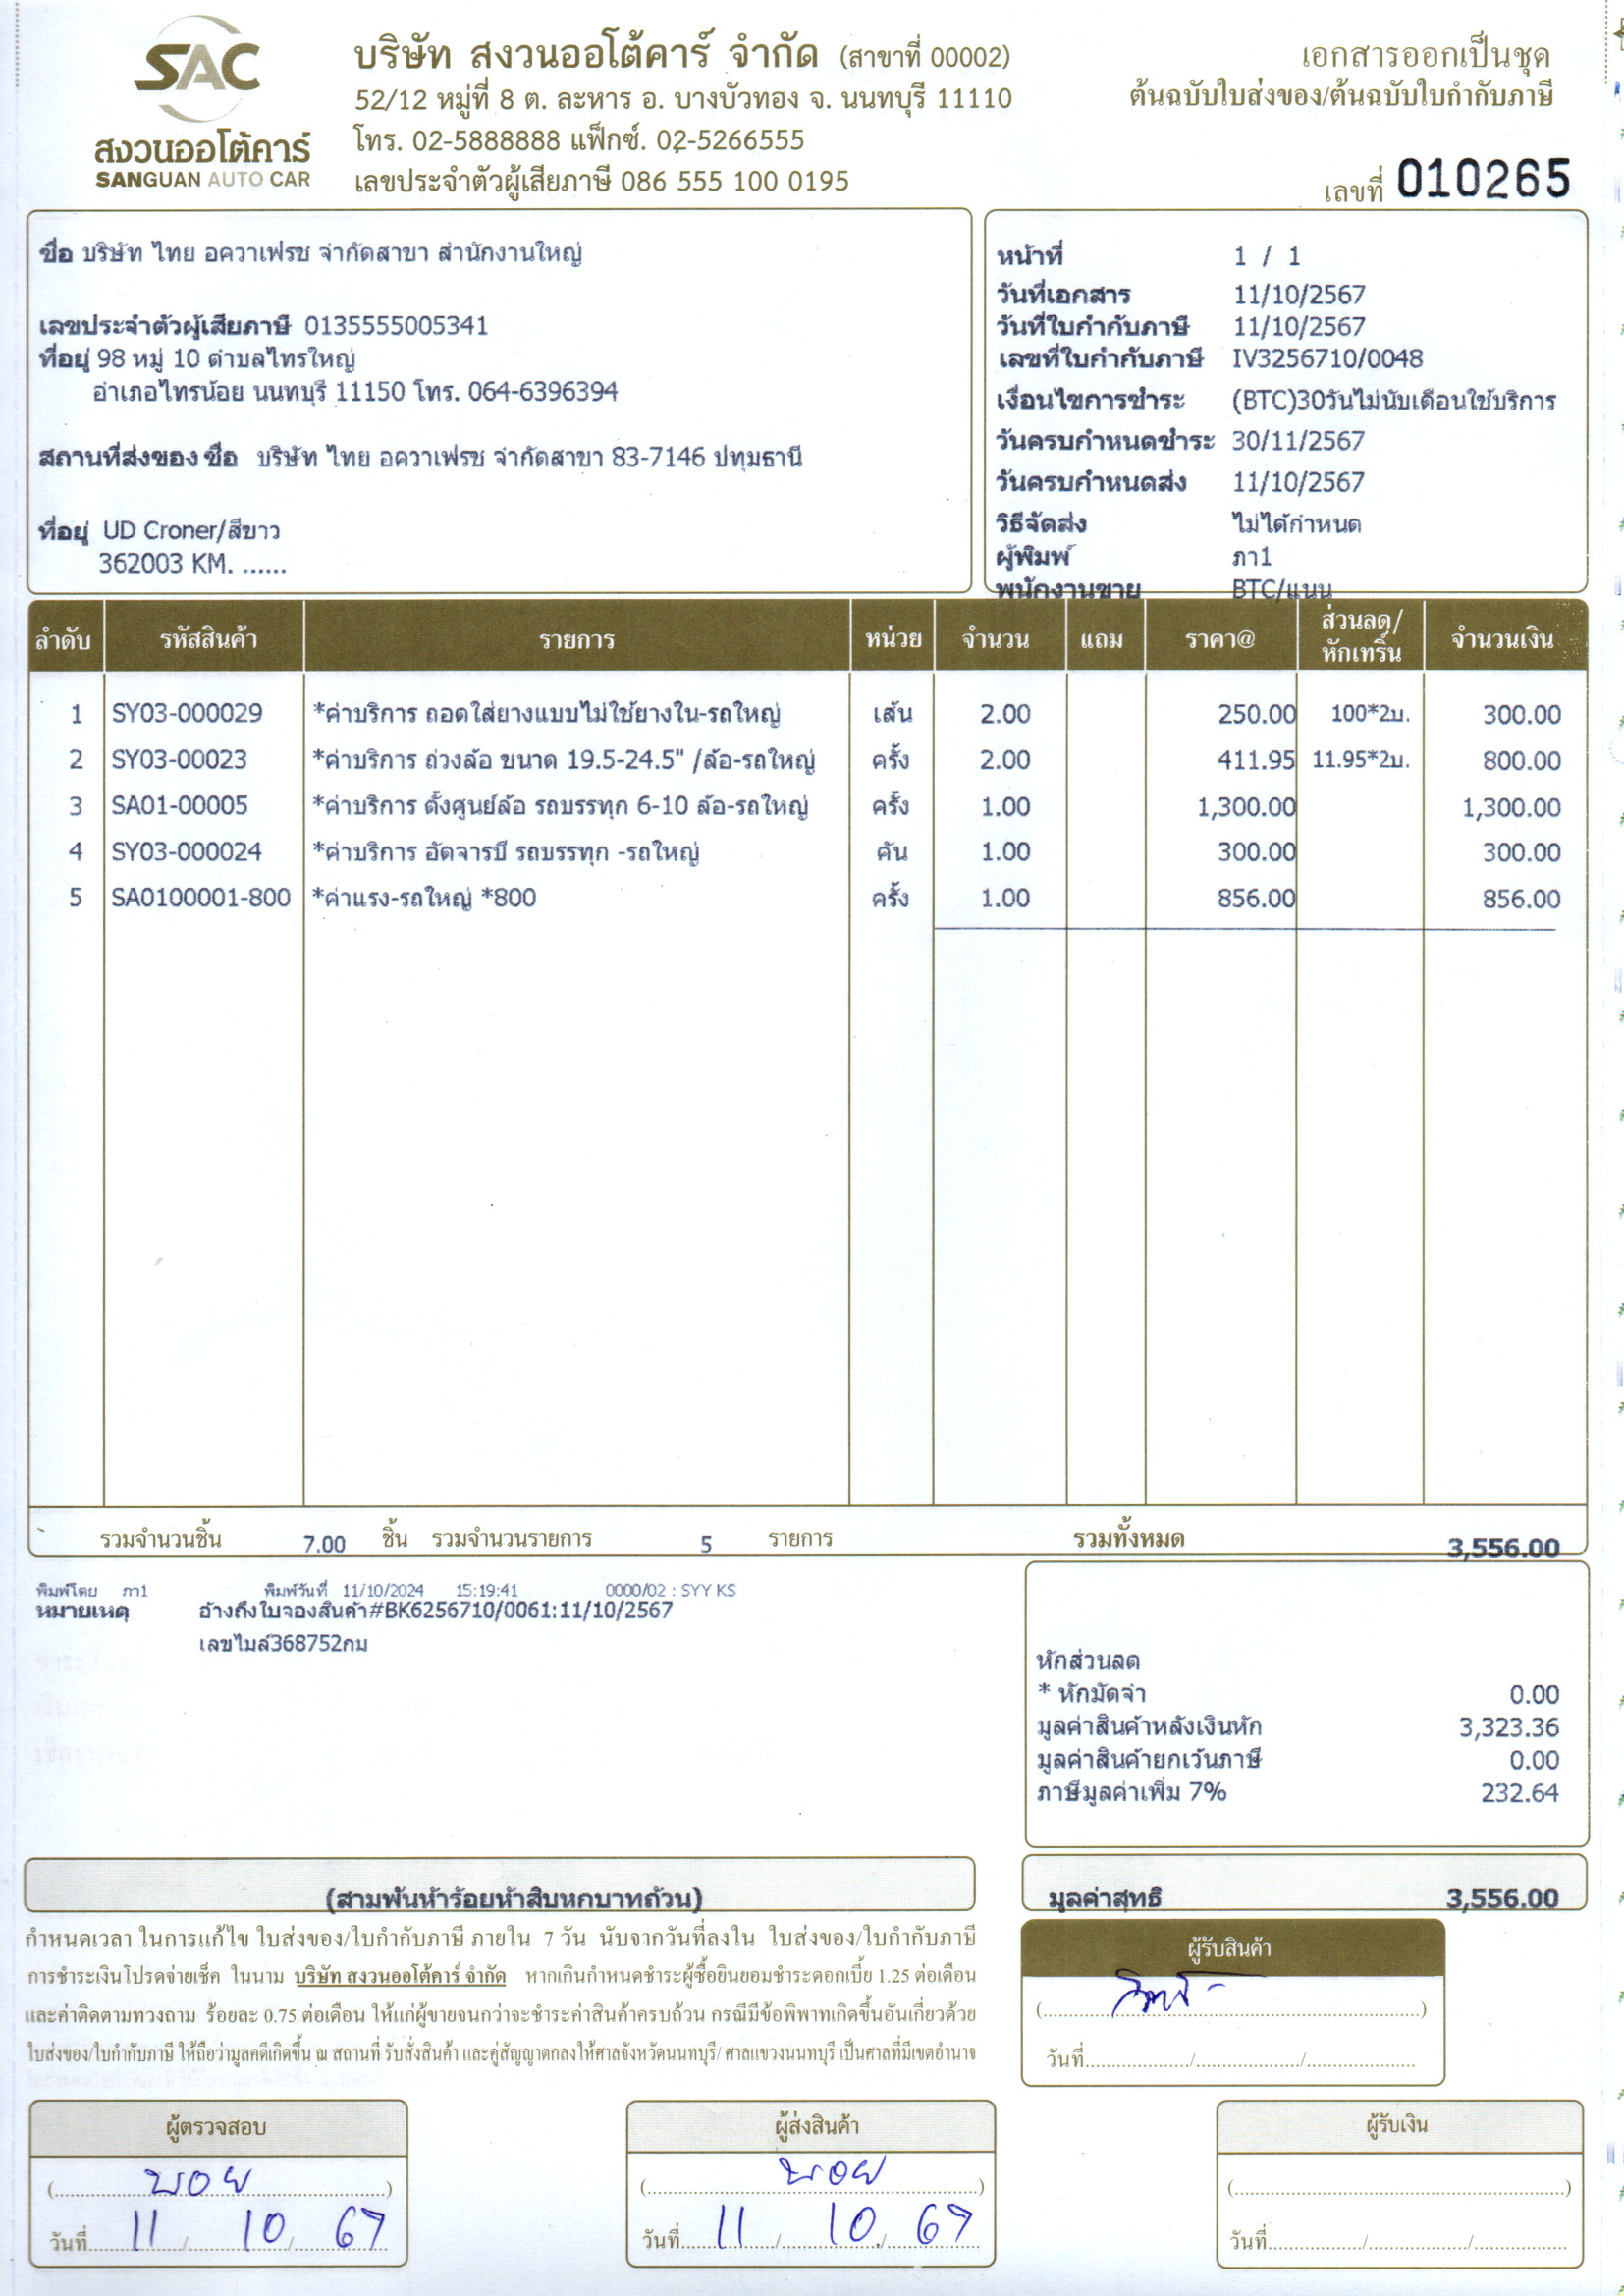 SAC
สงวนออโต้คาร์
SANGUAN AUTO CAR
บริษัท สงวนออโต้คาร์ จำกัด (สาขาที่ 00002)
52/12 หมู่ที่ 8 ต. ละหาร อ. บางบัวทอง จ. นนทบุรี 11110
โทร. 02-5888888 แฟ็กซ์. 02-5266555
เลขประจำตัวผู้เสียภาษี 086 555 100 0195
เอกสารออกเป็นชุด
ต้นฉบับใบส่งของ/ต้นฉบับใบกำกับภาษี
เลขที่ 010265
ชื่อ บริษัท ไทย อควาเฟรช จำกัดสาขา สำนักงานใหญ่
เลขประจำตัวผู้เสียภาษี 0135555005341
ที่อยู่ 98 หมู่ 10 ตำบลไทรใหญ่
อำเภอไทรน้อย นนทบุรี 11150 โทร. 064-6396394
สถานที่ส่งของ ชื่อ บริษัท ไทย อควาเฟรช จำกัดสาขา 83-7146 ปทุมธานี
ที่อยู่ UD Croner/สีขาว
362003 KM. ......
หน้าที่ 1 / 1
วันที่เอกสาร 11/10/2567
วันที่ใบกำกับภาษี 11/10/2567
เลขที่ใบกำกับภาษี IV3256710/0048
เงื่อนไขการชำระ (BTC)30วันไม่นับเดือนใช้บริการ
วันครบกำหนดชำระ 30/11/2567
วันครบกำหนดส่ง 11/10/2567
วิธีจัดส่ง ไม่ได้กำหนด
ผู้พิมพ์ ภา1
พนักงานขาย BTC/แนน
ลำดับ รหัสสินค้า รายการ หน่วย จำนวน แถม ราคา@ ส่วนลด/หักเทริ์น จำนวนเงิน
1 SY03-000029 *ค่าบริการ ถอดใส่ยางแบบไม่ใช้ยางใน-รถใหญ่ เส้น 2.00 250.00 100*2บ. 300.00
2 SY03-00023 *ค่าบริการ ถ่วงล้อ ขนาด 19.5-24.5" /ล้อ-รถใหญ่ ครั้ง 2.00 411.95 11.95*2บ. 800.00
3 SA01-00005 *ค่าบริการ ตั้งศูนย์ล้อ รถบรรทุก 6-10 ล้อ-รถใหญ่ ครั้ง 1.00 1,300.00 1,300.00
4 SY03-000024 *ค่าบริการ อัดจารบี รถบรรทุก -รถใหญ่ คัน 1.00 300.00 300.00
5 SA0100001-800 *ค่าแรง-รถใหญ่ *800 ครั้ง 1.00 856.00 856.00
รวมจำนวนชิ้น 7.00 ชิ้น รวมจำนวนรายการ 5 รายการ รวมทั้งหมด 3,556.00
พิมพ์โดย ภา1 พิมพ์วันที่ 11/10/2024 15:19:41 0000/02 : SYY KS
หมายเหตุ อ้างถึงใบจองสินค้า#BK6256710/0061:11/10/2567
เลขไมล์368752กม
หักส่วนลด
* หักมัดจำ 0.00
มูลค่าสินค้าหลังเงินหัก 3,323.36
มูลค่าสินค้ายกเว้นภาษี 0.00
ภาษีมูลค่าเพิ่ม 7% 232.64
(สามพันห้าร้อยห้าสิบหกบาทถ้วน)
มูลค่าสุทธิ 3,556.00
กำหนดเวลา ในการแก้ไข ใบส่งของ/ใบกำกับภาษี ภายใน 7 วัน นับจากวันที่ลงใน ใบส่งของ/ใบกำกับภาษี
การชำระเงินโปรดจ่ายเช็ค ในนาม บริษัท สงวนออโต้คาร์ จำกัด หากเกินกำหนดชำระผู้ซื้อยินยอมชำระดอกเบี้ย 1.25 ต่อเดือน
และค่าติดตามทวงถาม ร้อยละ 0.75 ต่อเดือน ให้แก่ผู้ขายจนกว่าจะชำระค่าสินค้าครบถ้วน กรณีมีข้อพิพาทเกิดขึ้นอันเกี่ยวด้วย
ใบส่งของ/ใบกำกับภาษี ให้ถือว่ามูลคดีเกิดขึ้น ณ สถานที่ รับสั่งสินค้า และคู่สัญญาตกลงให้ศาลจังหวัดนนทบุรี/ ศาลแขวงนนทบุรี เป็นศาลที่มีเขตอำนาจ
ผู้รับสินค้า
วันที่
ผู้ตรวจสอบ
พลอย
วันที่ 11 / 10 / 67
ผู้ส่งสินค้า
พลอย
วันที่ 11 / 10 / 67
ผู้รับเงิน
วันที่